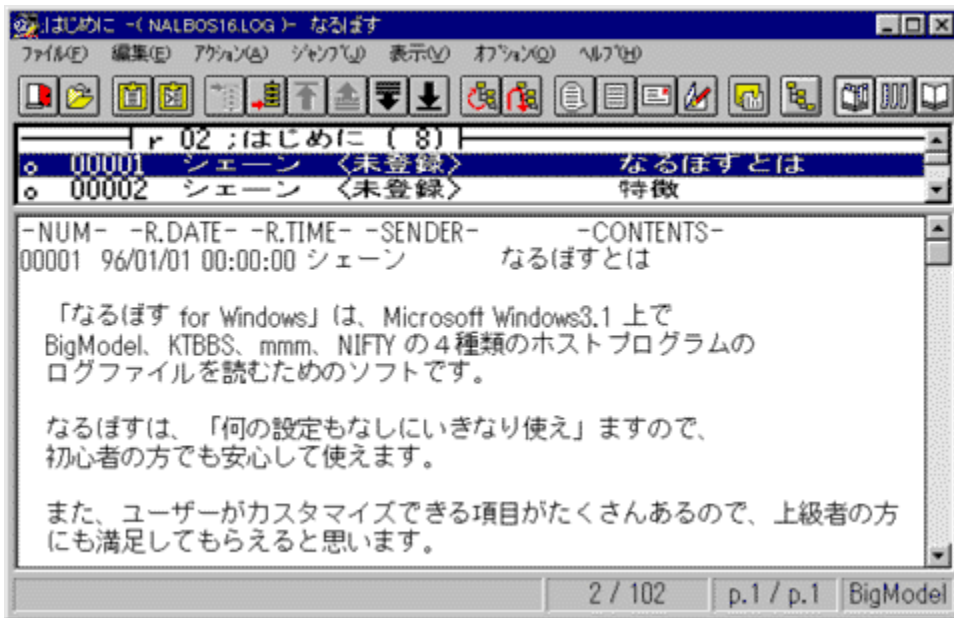 ;はじめに -( NALBOS16.LOG )- なるぼす
ファイル(F) 編集(E) アクション(A) ジャンプ(J) 表示(V) オプション(O) ヘルプ(H)
r 02 ;はじめに ( 8)
o 00001 シェーン 〈未登録〉 なるぼすとは
o 00002 シェーン 〈未登録〉 特徴
-NUM- -R.DATE- -R.TIME- -SENDER- -CONTENTS-
00001 96/01/01 00:00:00 シェーン なるぼすとは
「なるぼす for Windows」は、Microsoft Windows3.1 上で
BigModel、KTBBS、mmm、NIFTY の４種類のホストプログラムの
ログファイルを読むためのソフトです。
なるぼすは、「何の設定もなしにいきなり使え」ますので、
初心者の方でも安心して使えます。
また、ユーザーがカスタマイズできる項目がたくさんあるので、上級者の方
にも満足してもらえると思います。
2 / 102 p.1 / p.1 BigModel